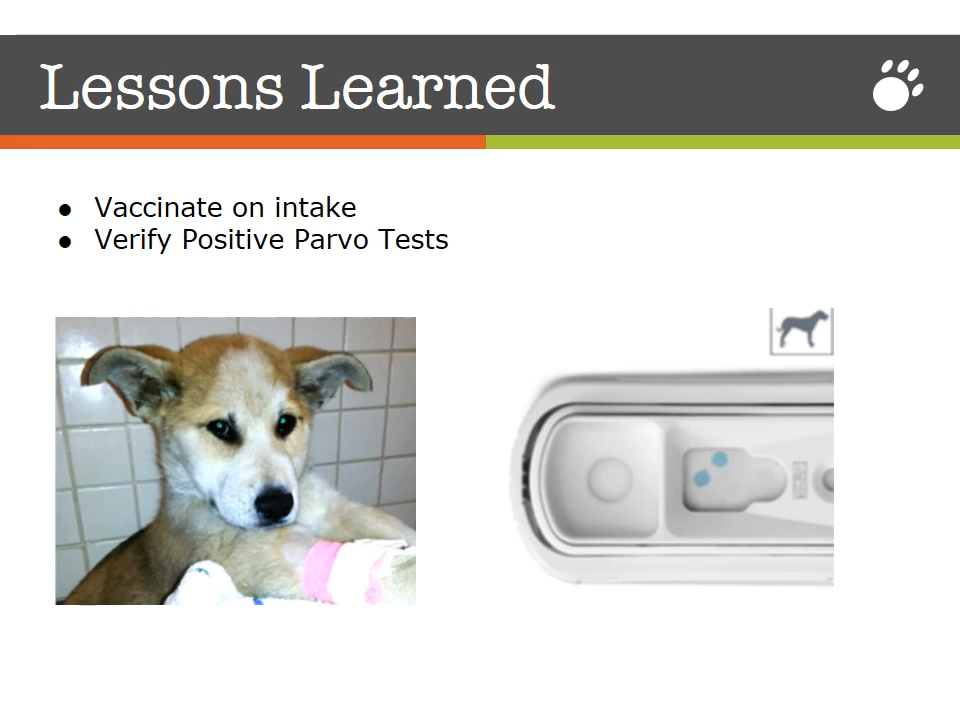 Lessons Learned
● Vaccinate on intake
● Verify Positive Parvo Tests